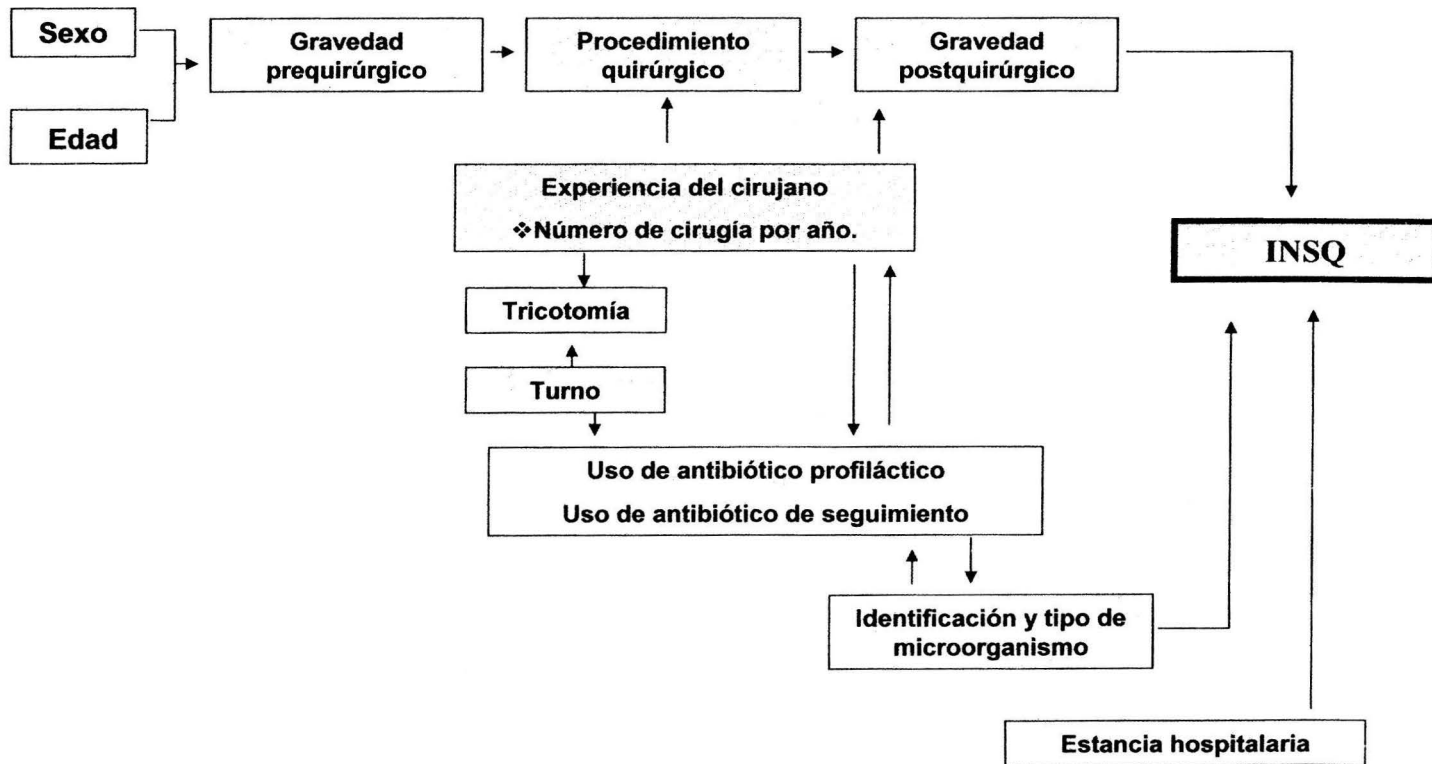 Sexo
Edad
Gravedad
prequirúrgico
Procedimiento
quirúrgico
Gravedad
postquirúrgico
Experiencia del cirujano
❖Número de cirugía por año.
INSQ
Tricotomía
Turno
Uso de antibiótico profiláctico
Uso de antibiótico de seguimiento
Identificación y tipo de
microorganismo
Estancia hospitalaria